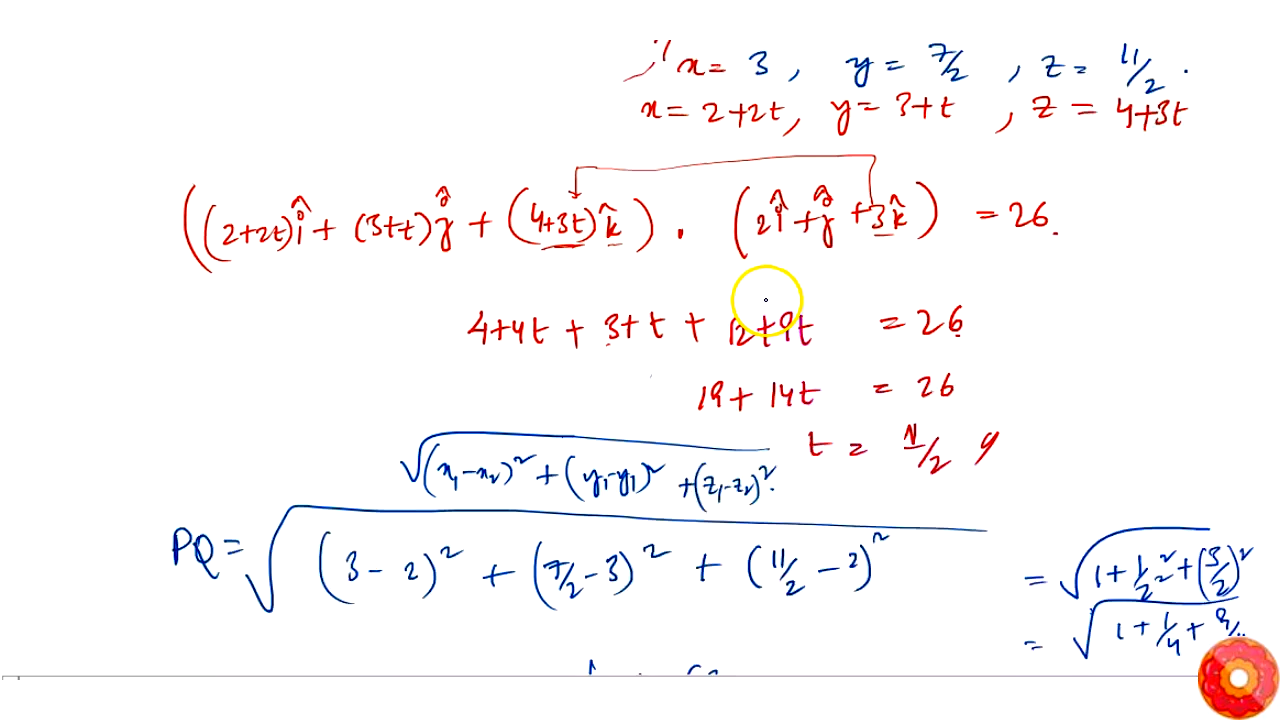 x = 3 , y = 7/2 , z = 11/2 .
x = 2+2t, y = 3+t , z = 4+3t
((2+2t)î + (3+t)ĵ + (4+3t)k̂) . (2î + ĵ + 3k̂) = 26.
4+4t + 3+t + 12+9t = 26
19 + 14t = 26
t = 1/2
√(x₁-x₂)² + (y₁-y₁)² + (z₁-z₂)².
PQ = √(3-2)² + (7/2-3)² + (11/2-2)²
= √1 + 1/2² + (3/2)²
= √1 + 1/4 + 9/